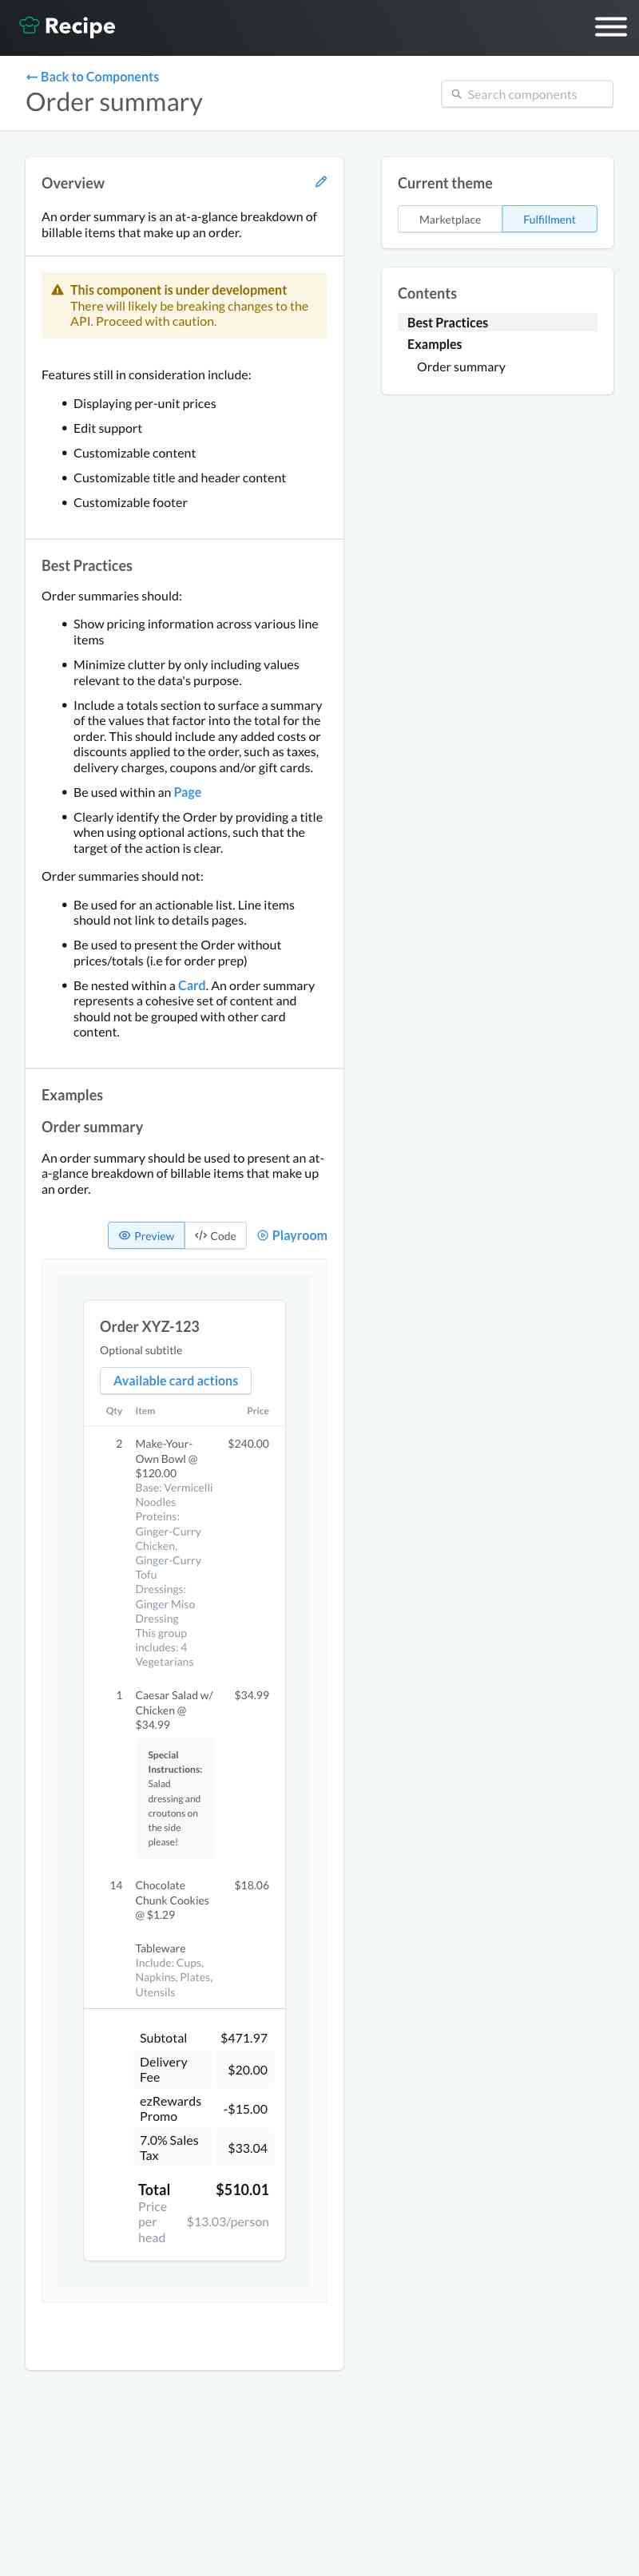 Recipe
← Back to Components
Order summary
Search components
Overview
An order summary is an at-a-glance breakdown of
billable items that make up an order.
This component is under development
There will likely be breaking changes to the
API. Proceed with caution.
Features still in consideration include:
• Displaying per-unit prices
• Edit support
• Customizable content
• Customizable title and header content
• Customizable footer
Best Practices
Order summaries should:
• Show pricing information across various line
items
• Minimize clutter by only including values
relevant to the data's purpose.
• Include a totals section to surface a summary
of the values that factor into the total for the
order. This should include any added costs or
discounts applied to the order, such as taxes,
delivery charges, coupons and/or gift cards.
• Be used within an Page
• Clearly identify the Order by providing a title
when using optional actions, such that the
target of the action is clear.
Order summaries should not:
• Be used for an actionable list. Line items
should not link to details pages.
• Be used to present the Order without
prices/totals (i.e for order prep)
• Be nested within a Card. An order summary
represents a cohesive set of content and
should not be grouped with other card
content.
Examples
Order summary
An order summary should be used to present an at-
a-glance breakdown of billable items that make up
an order.
Preview </> Code Playroom
Order XYZ-123
Optional subtitle
Available card actions
Qty Item Price
2 Make-Your- $240.00
Own Bowl @
$120.00
Base: Vermicelli
Noodles
Proteins:
Ginger-Curry
Chicken,
Ginger-Curry
Tofu
Dressings:
Ginger Miso
Dressing
This group
includes: 4
Vegetarians
1 Caesar Salad w/ $34.99
Chicken @
$34.99
Special
Instructions:
Salad
dressing and
croutons on
the side
please!
14 Chocolate $18.06
Chunk Cookies
@ $1.29
Tableware
Include: Cups,
Napkins, Plates,
Utensils
Subtotal $471.97
Delivery
Fee $20.00
ezRewards
Promo -$15.00
7.0% Sales
Tax $33.04
Total $510.01
Price
per
head $13.03/person
Current theme
Marketplace Fulfillment
Contents
Best Practices
Examples
Order summary